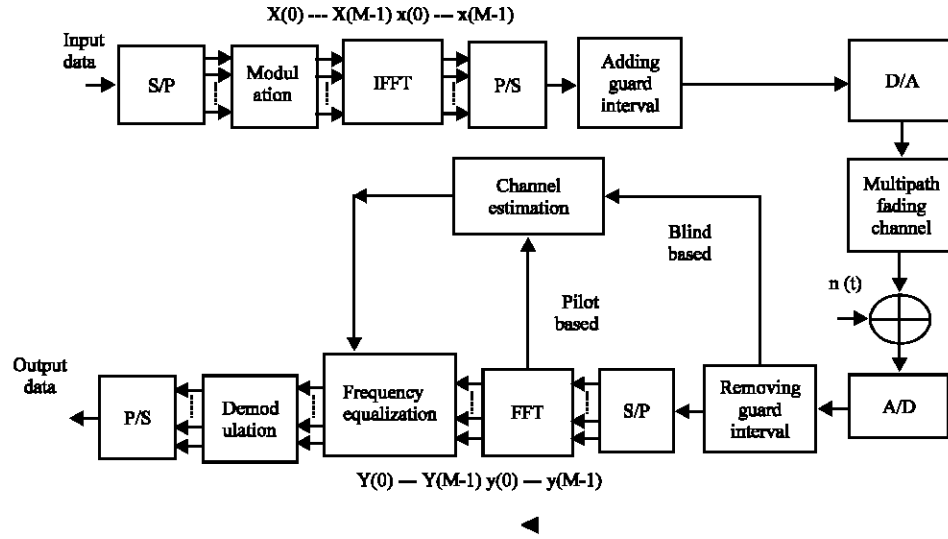 X(0) --- X(M-1) x(0) --- x(M-1)
Input
data
S/P
Modul
ation
IFFT
P/S
Adding
guard
interval
D/A
Channel
estimation
Multipath
fading
channel
Blind
based
n (t)
Pilot
based
Output
data
P/S
Demod
ulation
Frequency
equalization
FFT
S/P
Removing
guard
interval
A/D
Y(0) --- Y(M-1) y(0) --- y(M-1)